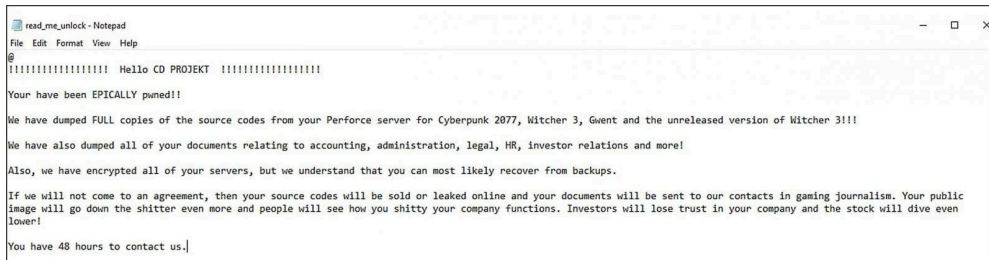 read_me_unlock - Notepad
File Edit Format View Help
@
!!!!!!!!!!!!!!!!!! Hello CD PROJEKT !!!!!!!!!!!!!!!!!!
Your have been EPICALLY pwned!!
We have dumped FULL copies of the source codes from your Perforce server for Cyberpunk 2077, Witcher 3, Gwent and the unreleased version of Witcher 3!!!
We have also dumped all of your documents relating to accounting, administration, legal, HR, investor relations and more!
Also, we have encrypted all of your servers, but we understand that you can most likely recover from backups.
If we will not come to an agreement, then your source codes will be sold or leaked online and your documents will be sent to our contacts in gaming journalism. Your public
image will go down the shitter even more and people will see how you shitty your company functions. Investors will lose trust in your company and the stock will dive even
lower!
You have 48 hours to contact us.